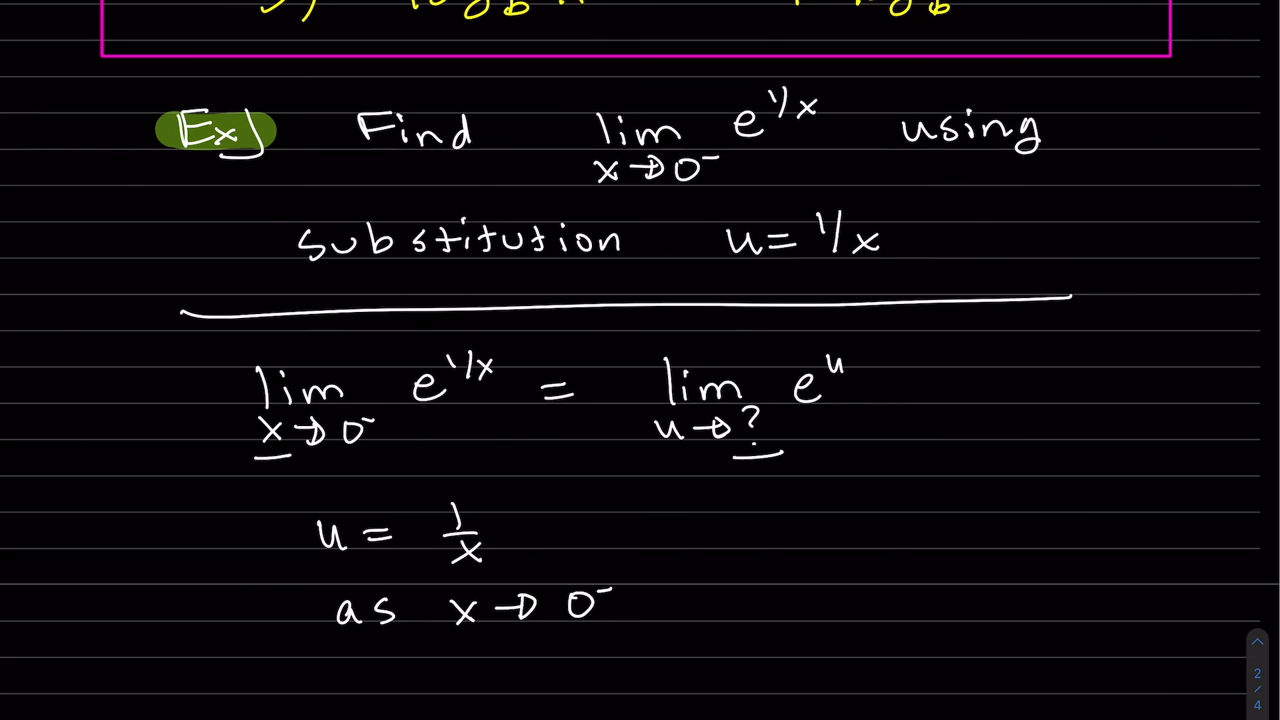 Ex) Find lim e^1/x using
x→0⁻
substitution u = 1/x
lim e^1/x = lim e^u
x→0⁻ u→?
u = 1/x
as x→0⁻
2/4